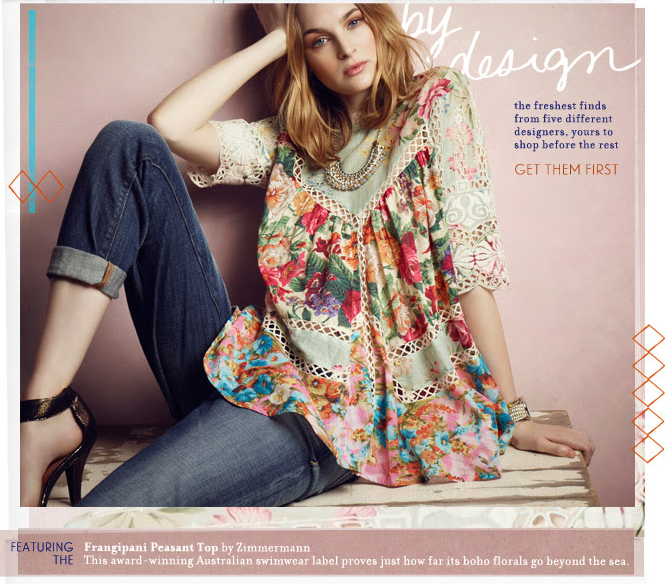 by
design
the freshest finds
from five different
designers, yours to
shop before the rest
GET THEM FIRST
FEATURING
THE
Frangipani Peasant Top by Zimmermann
This award-winning Australian swimwear label proves just how far its boho florals go beyond the sea.